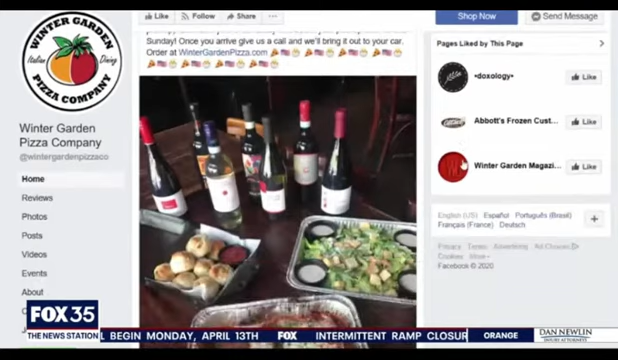 WINTER GARDEN
Italian Dining
PIZZA COMPANY
Winter Garden
Pizza Company
@wintergardenpizzaco
Home
Reviews
Photos
Posts
Videos
Events
About
Like
Follow
Share
Sunday! Once you arrive give us a call and we'll bring it out to your car.
Order at WinterGardenPizza.com
Shop Now
Send Message
Pages Liked by This Page
•doxology•
Like
Abbott's Frozen Cust...
Like
Winter Garden Magazi...
Like
English (US) Español Português (Brasil)
Français (France) Deutsch
+
Privacy Terms Advertising Ad Choices
Cookies More
Facebook © 2020
FOX 35
THE NEWS STATION
L BEGIN MONDAY, APRIL 13TH FOX INTERMITTENT RAMP CLOSUR
ORANGE
DAN NEWLIN
INJURY ATTORNEYS